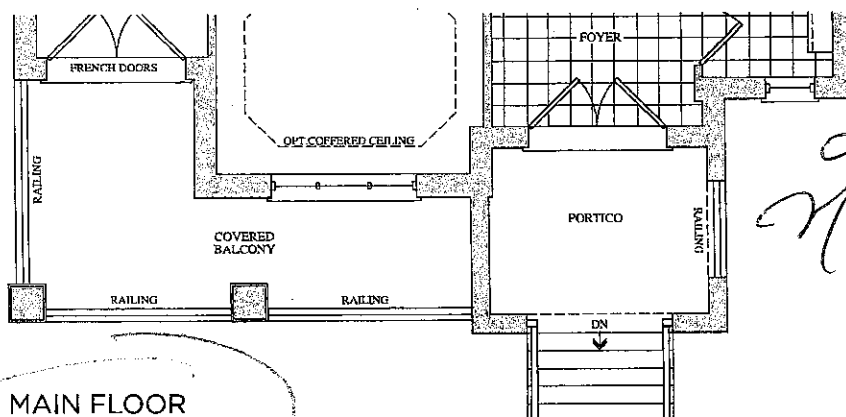 FOYER
FRENCH DOORS
OPT COFFERED CEILING
RAILING
PORTICO
RAILING
COVERED
BALCONY
RAILING
RAILING
DN
MAIN FLOOR